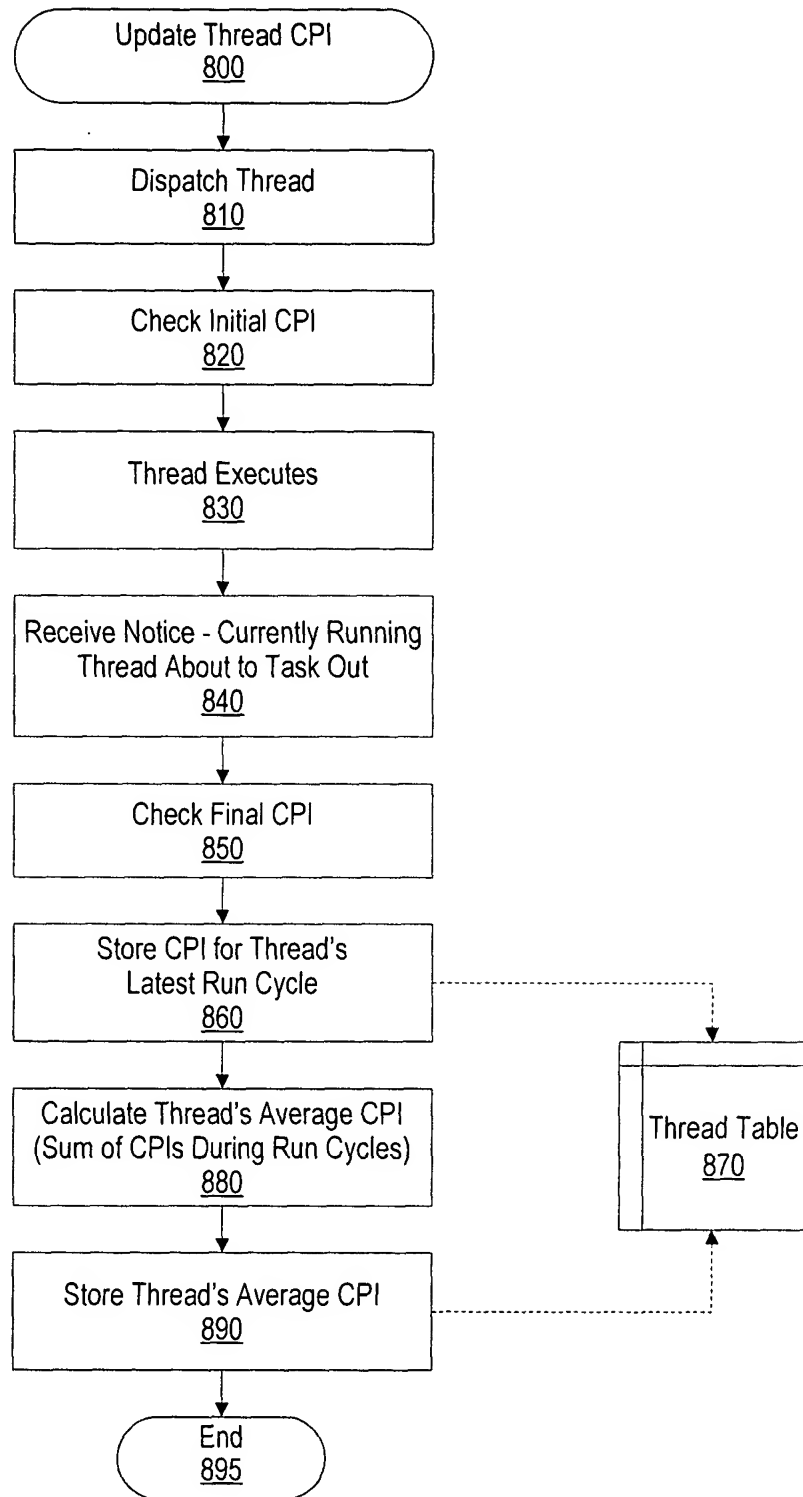 Update Thread CPI
800
Dispatch Thread
810
Check Initial CPI
820
Thread Executes
830
Receive Notice - Currently Running
Thread About to Task Out
840
Check Final CPI
850
Store CPI for Thread's
Latest Run Cycle
860
Thread Table
870
Calculate Thread's Average CPI
(Sum of CPIs During Run Cycles)
880
Store Thread's Average CPI
890
End
895